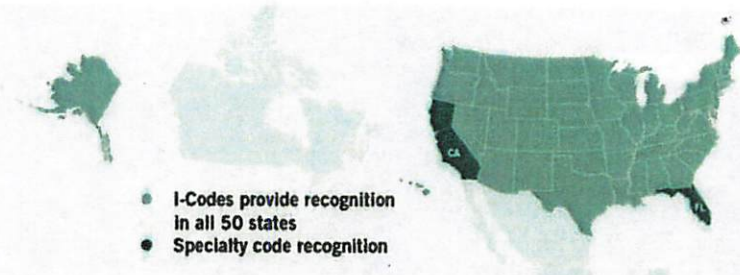 CA
FL
I-Codes provide recognition
in all 50 states
Specialty code recognition